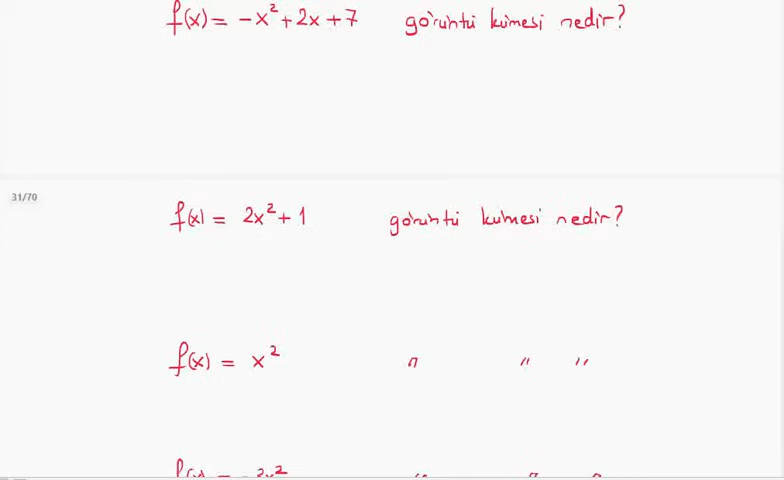 f(x) = -x² + 2x + 7 görüntü kümesi nedir?
31/70
f(x) = 2x² + 1 görüntü kümesi nedir?
f(x) = x² " " "